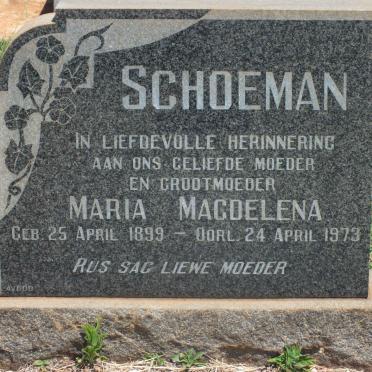 SCHOEMAN
IN LIEFDEVOLLE HERINNERING
AAN ONS GELIEFDE MOEDER
EN GROOTMOEDER
MARIA MAGDELENA
GEB. 25 APRIL 1899 – OORL. 24 APRIL 1973
RUS SAG LIEWE MOEDER